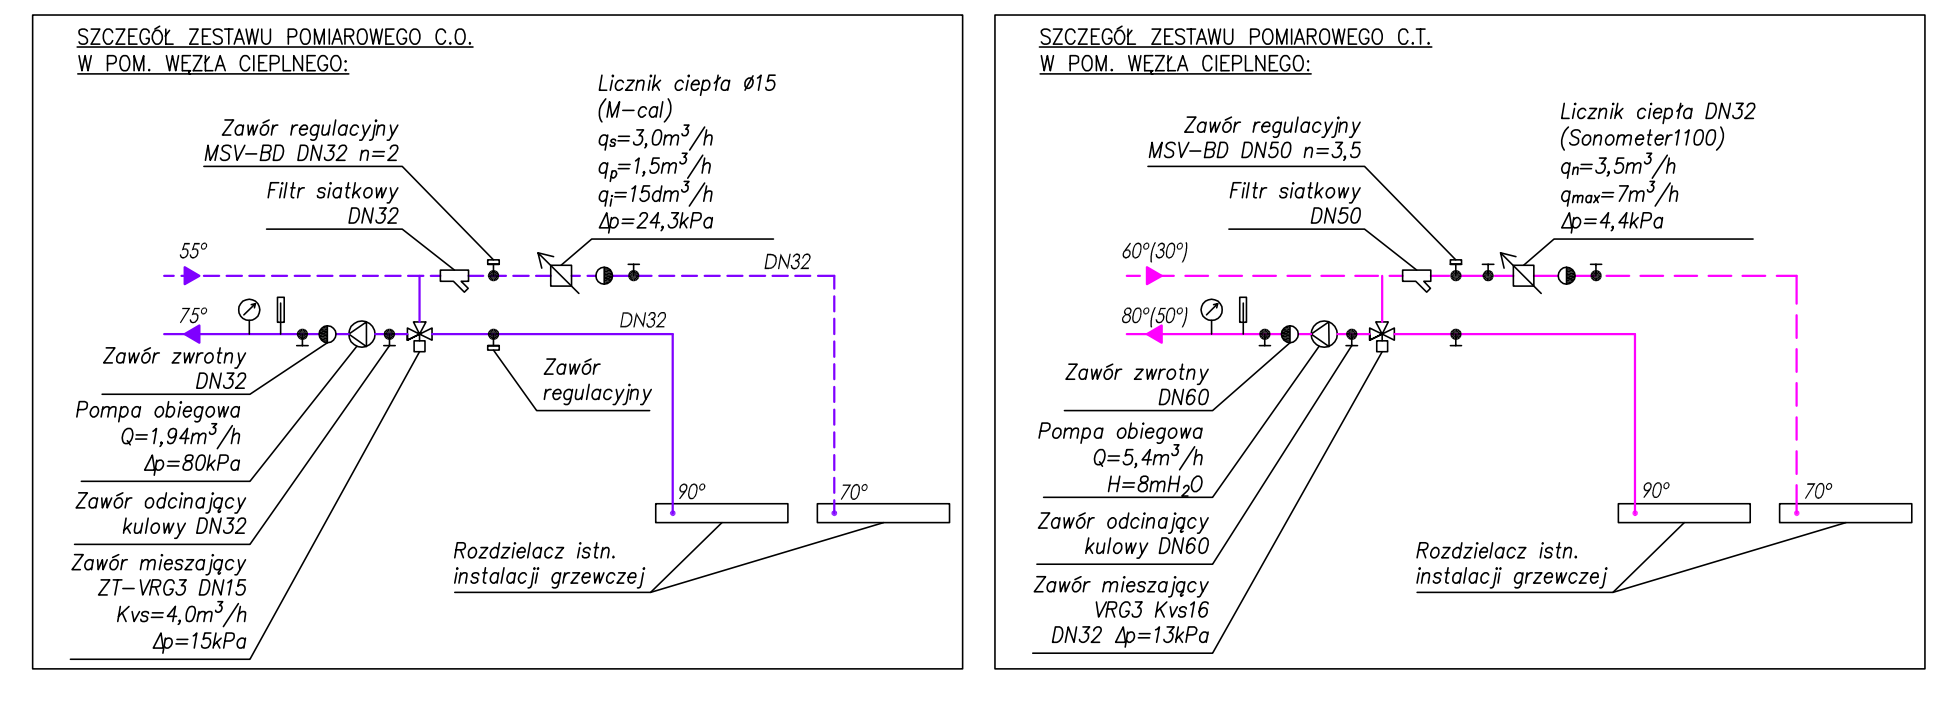 SZCZEGÓŁ ZESTAWU POMIAROWEGO C.O.
W POM. WĘZŁA CIEPLNEGO:
Licznik ciepła ø15
(M-cal)
qs=3,0m³/h
qp=1,5m³/h
qi=15dm³/h
Δp=24,3kPa
Zawór regulacyjny
MSV-BD DN32 n=2
Filtr siatkowy
DN32
55°
DN32
75°
DN32
Zawór zwrotny
DN32
Zawór
regulacyjny
Pompa obiegowa
Q=1,94m³/h
Δp=80kPa
Zawór odcinający
kulowy DN32
90°
70°
Zawór mieszający
ZT-VRG3 DN15
Kvs=4,0m³/h
Δp=15kPa
Rozdzielacz istn.
instalacji grzewczej
SZCZEGÓŁ ZESTAWU POMIAROWEGO C.T.
W POM. WĘZŁA CIEPLNEGO:
Licznik ciepła DN32
(Sonometer1100)
qn=3,5m³/h
qmax=7m³/h
Δp=4,4kPa
Zawór regulacyjny
MSV-BD DN50 n=3,5
Filtr siatkowy
DN50
60°(30°)
80°(50°)
Zawór zwrotny
DN60
Pompa obiegowa
Q=5,4m³/h
H=8mH₂O
Zawór odcinający
kulowy DN60
90°
70°
Zawór mieszający
VRG3 Kvs16
DN32 Δp=13kPa
Rozdzielacz istn.
instalacji grzewczej